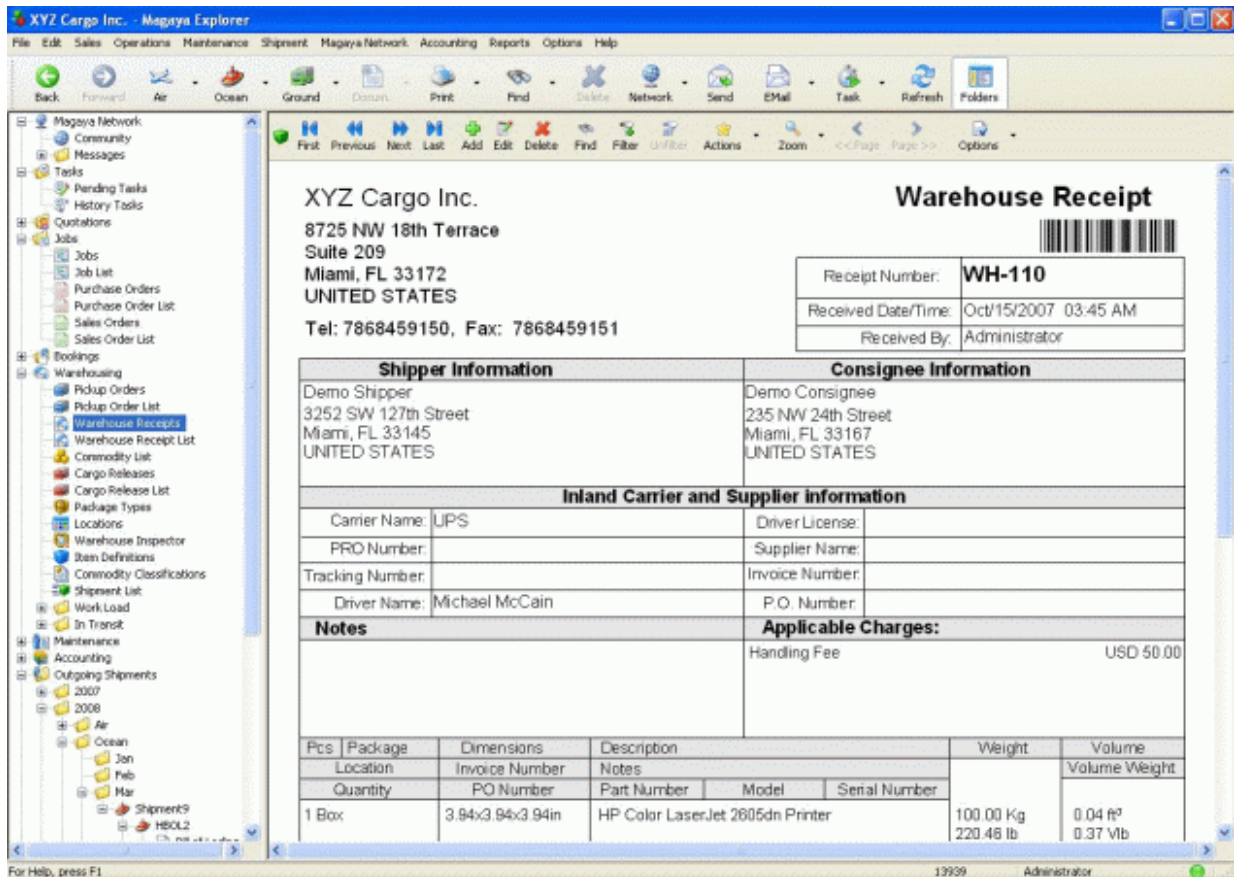 XYZ Cargo Inc. - Magaya Explorer
File Edit Sales Operations Maintenance Shipment Magaya Network Accounting Reports Options Help
Back Forward Air Ocean Ground Docum. Print Find Delete Network Send EMail Task Refresh Folders
Magaya Network
Community
Messages
Tasks
Pending Tasks
History Tasks
Quotations
Jobs
Jobs
Job List
Purchase Orders
Purchase Order List
Sales Orders
Sales Order List
Bookings
Warehousing
Pickup Orders
Pickup Order List
Warehouse Receipts
Warehouse Receipt List
Commodity List
Cargo Releases
Cargo Release List
Package Types
Locations
Warehouse Inspector
Item Definitions
Commodity Classifications
Shipment List
Work Load
In Transit
Maintenance
Accounting
Outgoing Shipments
2007
2008
Air
Ocean
Jan
Feb
Mar
Shipment9
HBOL2
First Previous Next Last Add Edit Delete Find Filter Unfilter Actions Zoom <<Page Page>> Options
XYZ Cargo Inc.
8725 NW 18th Terrace
Suite 209
Miami, FL 33172
UNITED STATES
Tel: 7868459150, Fax: 7868459151
Warehouse Receipt
Receipt Number: WH-110
Received Date/Time: Oct/15/2007 03:45 AM
Received By: Administrator
Shipper Information Consignee Information
Demo Shipper Demo Consignee
3252 SW 127th Street 235 NW 24th Street
Miami, FL 33145 Miami, FL 33167
UNITED STATES UNITED STATES
Inland Carrier and Supplier information
Carrier Name: UPS Driver License:
PRO Number: Supplier Name:
Tracking Number: Invoice Number:
Driver Name: Michael McCain P.O. Number:
Notes Applicable Charges:
Handling Fee USD 50.00
Pcs Package Dimensions Description Weight Volume
Location Invoice Number Notes Volume Weight
Quantity PO Number Part Number Model Serial Number
1 Box 3.94x3.94x3.94in HP Color LaserJet 2605dn Printer 100.00 Kg 0.04 ft³
220.46 lb 0.37 Vlb
For Help, press F1 13939 Administrator